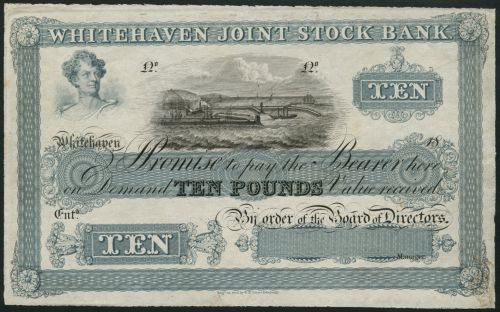 WHITEHAVEN JOINT STOCK BANK.
No No
TEN
Whitehaven 18
I Promise to pay the Bearer here
on Demand TEN POUNDS Value received.
Entd
By order of the Board of Directors.
TEN
Manager.